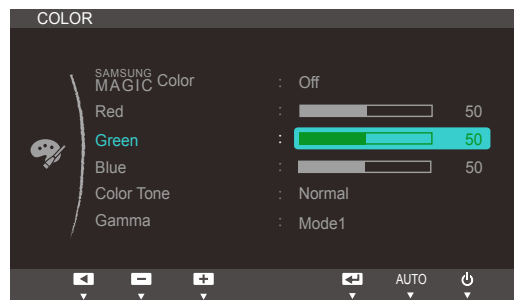 COLOR
SAMSUNG MAGIC Color : Off
Red : 50
Green : 50
Blue : 50
Color Tone : Normal
Gamma : Mode1
AUTO